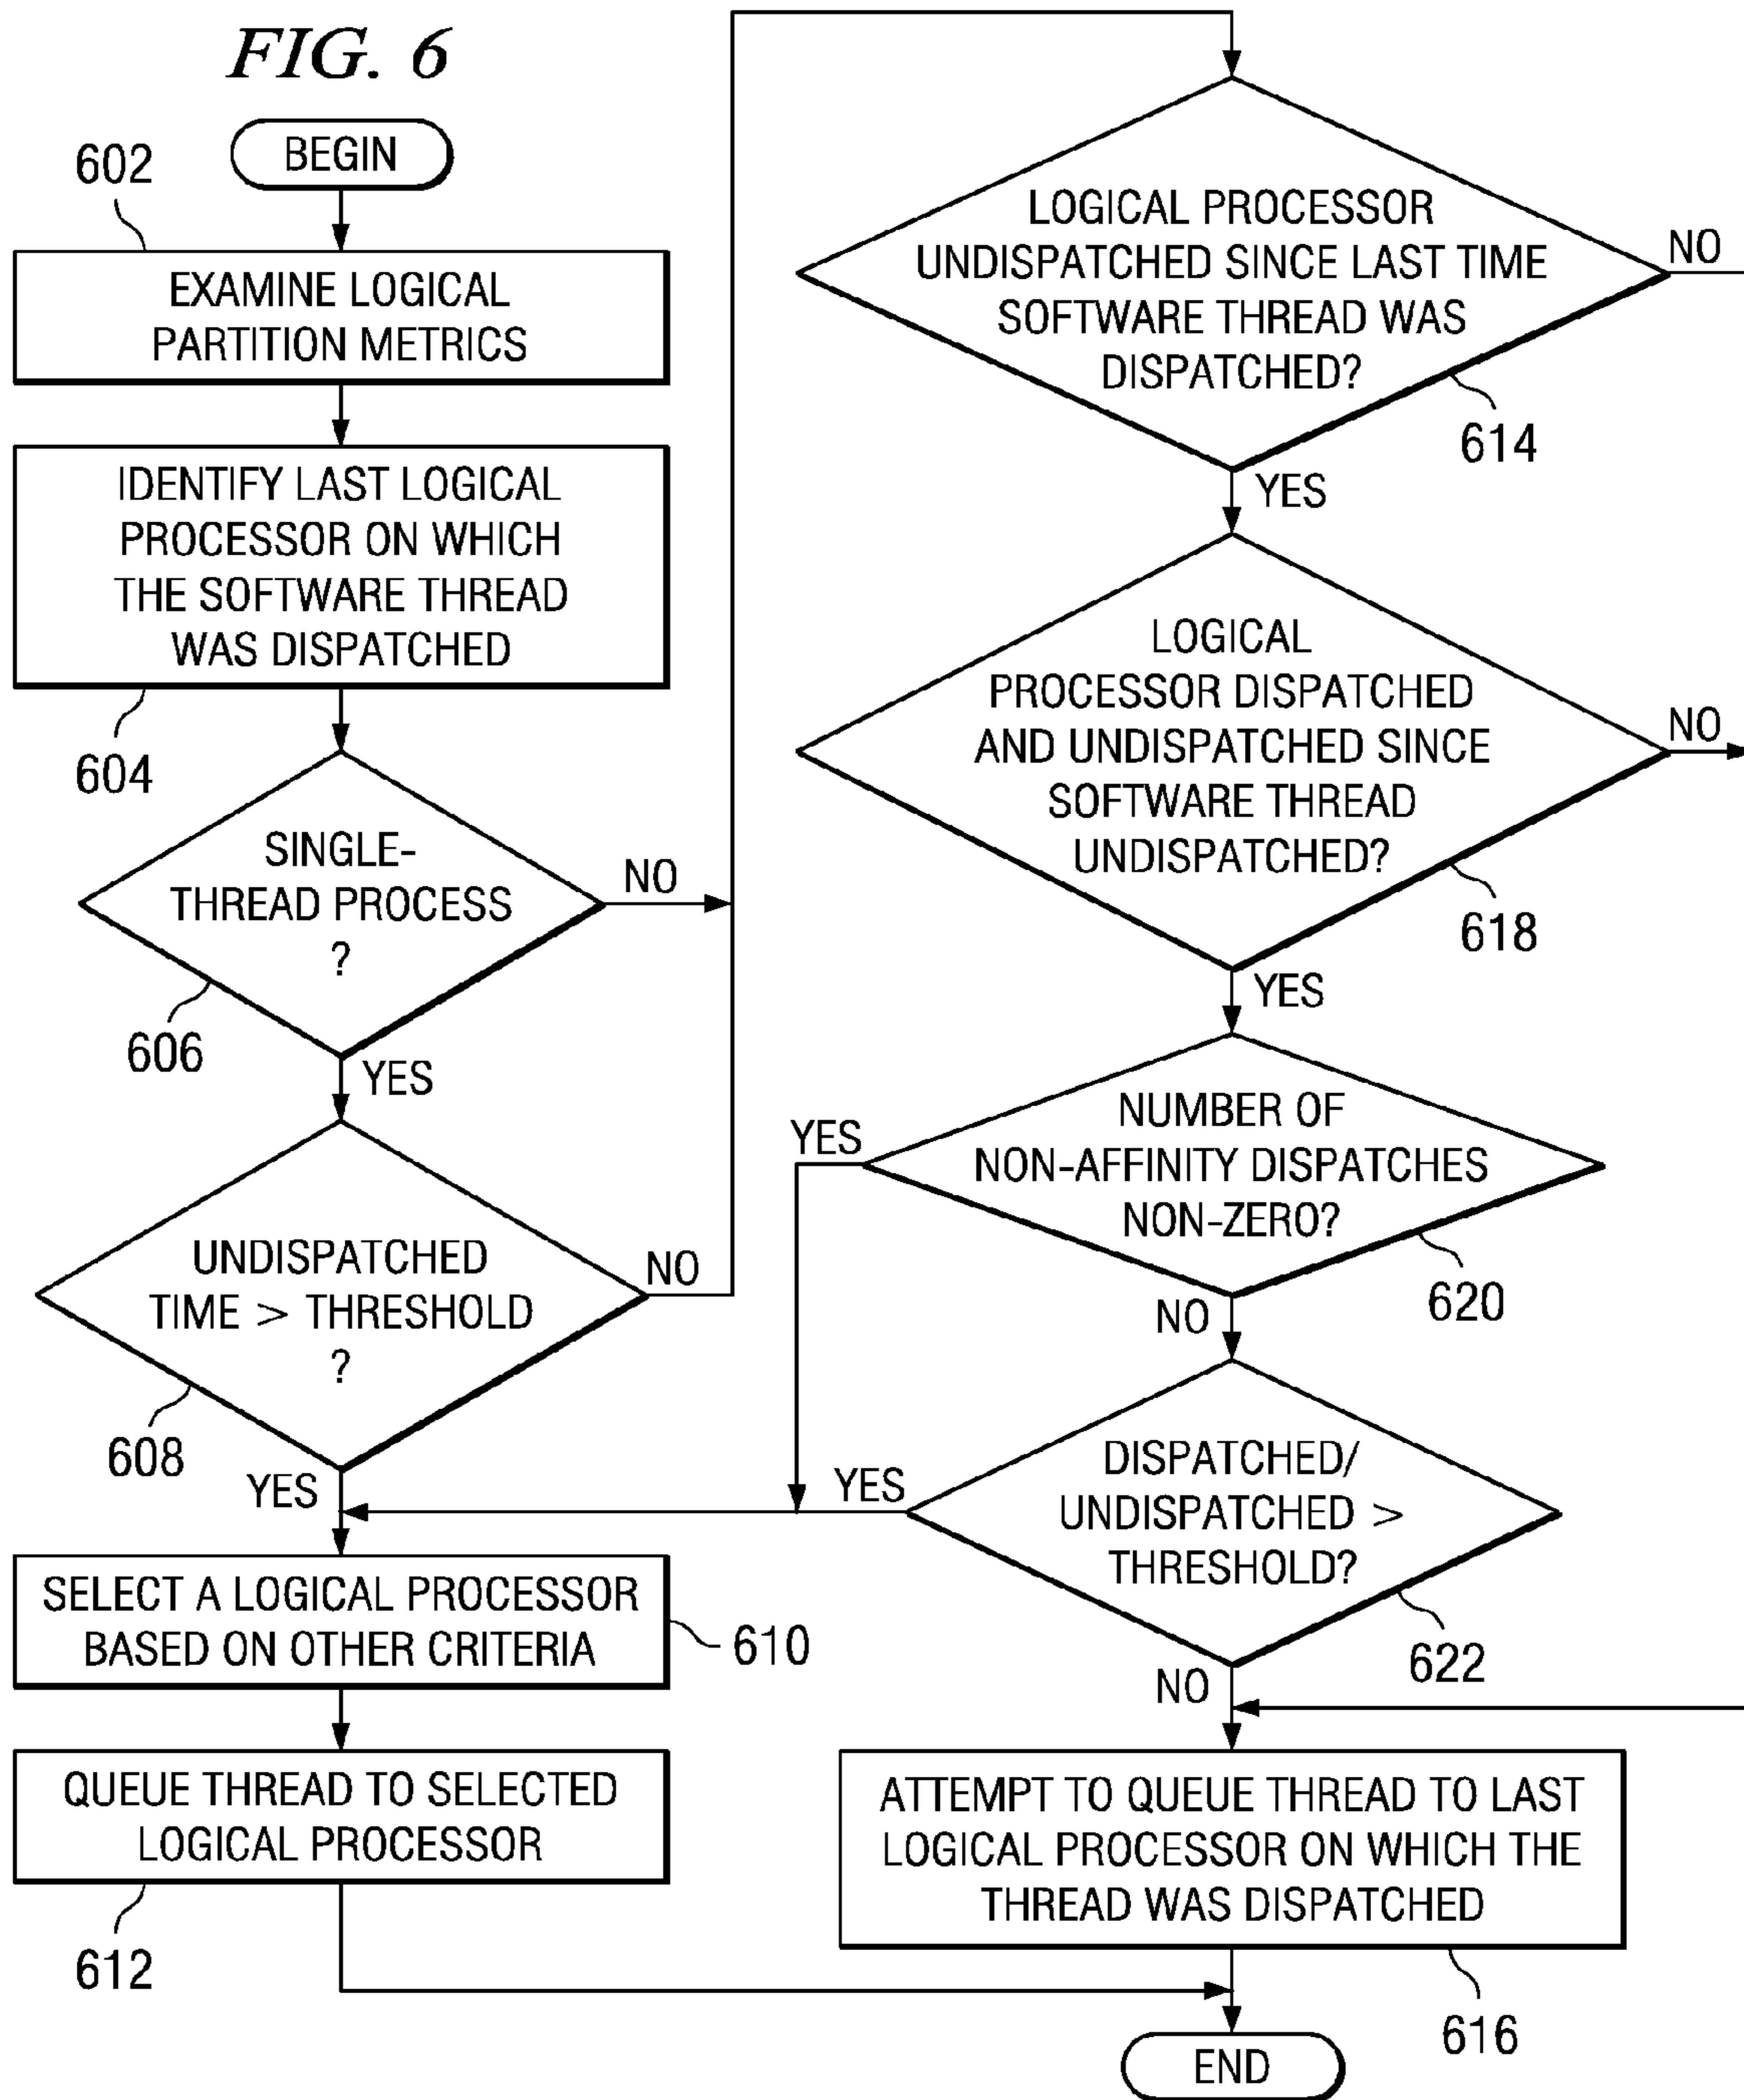 FIG. 6
BEGIN
602
EXAMINE LOGICAL
PARTITION METRICS
IDENTIFY LAST LOGICAL
PROCESSOR ON WHICH
THE SOFTWARE THREAD
WAS DISPATCHED
604
SINGLE-
THREAD PROCESS
?
NO
606
YES
UNDISPATCHED
TIME > THRESHOLD
?
NO
608
YES
SELECT A LOGICAL PROCESSOR
BASED ON OTHER CRITERIA
610
QUEUE THREAD TO SELECTED
LOGICAL PROCESSOR
612
LOGICAL PROCESSOR
UNDISPATCHED SINCE LAST TIME
SOFTWARE THREAD WAS
DISPATCHED?
NO
614
YES
LOGICAL
PROCESSOR DISPATCHED
AND UNDISPATCHED SINCE
SOFTWARE THREAD
UNDISPATCHED?
NO
618
YES
NUMBER OF
NON-AFFINITY DISPATCHES
NON-ZERO?
YES
620
NO
DISPATCHED/
UNDISPATCHED >
THRESHOLD?
YES
622
NO
ATTEMPT TO QUEUE THREAD TO LAST
LOGICAL PROCESSOR ON WHICH THE
THREAD WAS DISPATCHED
616
END